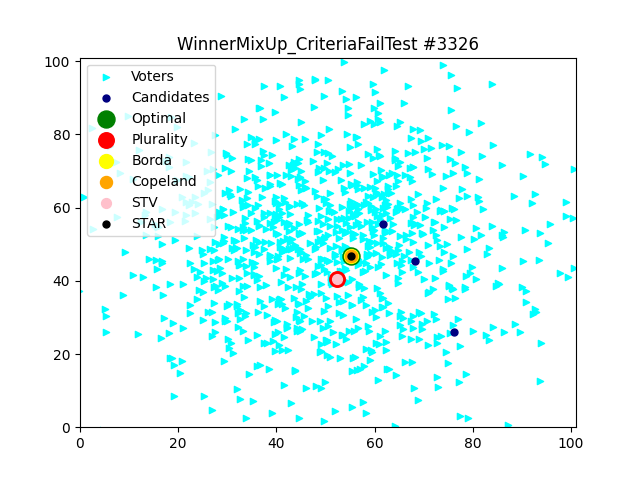 WinnerMixUp_CriteriaFailTest #3326
100
80
60
40
20
0
Voters
Candidates
Optimal
Plurality
Borda
Copeland
STV
STAR
0 20 40 60 80 100